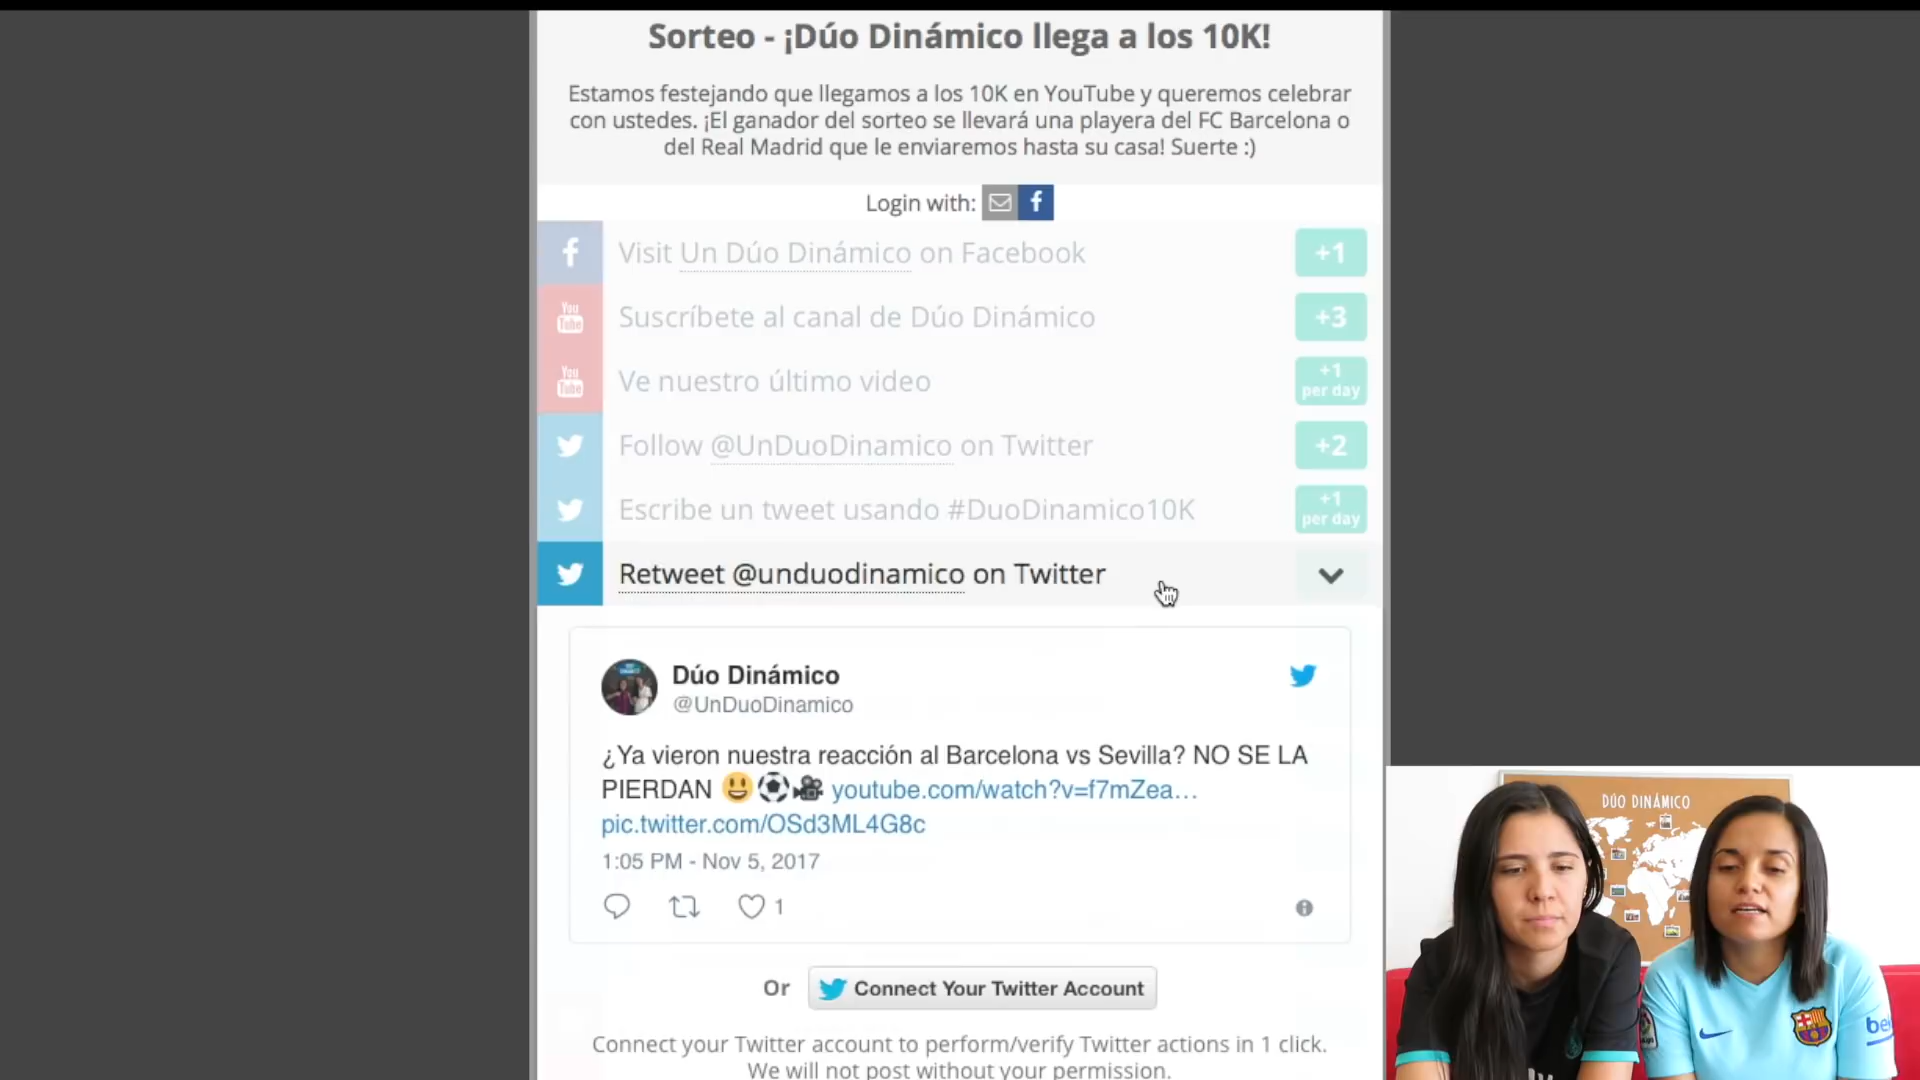 Sorteo - ¡Dúo Dinámico llega a los 10K!
Estamos festejando que llegamos a los 10K en YouTube y queremos celebrar
con ustedes. ¡El ganador del sorteo se llevará una playera del FC Barcelona o
del Real Madrid que le enviaremos hasta su casa! Suerte :)
Login with:
Visit Un Dúo Dinámico on Facebook
+1
You Tube
Suscríbete al canal de Dúo Dinámico
+3
You Tube
Ve nuestro último video
+1
per day
Follow @UnDuoDinamico on Twitter
+2
Escribe un tweet usando #DuoDinamico10K
+1
per day
Retweet @unduodinamico on Twitter
Dúo Dinámico
@UnDuoDinamico
¿Ya vieron nuestra reacción al Barcelona vs Sevilla? NO SE LA
PIERDAN 😃⚽🎥 youtube.com/watch?v=f7mZea…
pic.twitter.com/OSd3ML4G8c
1:05 PM - Nov 5, 2017
1
Or
Connect Your Twitter Account
Connect your Twitter account to perform/verify Twitter actions in 1 click.
We will not post without your permission.
DÚO DINÁMICO